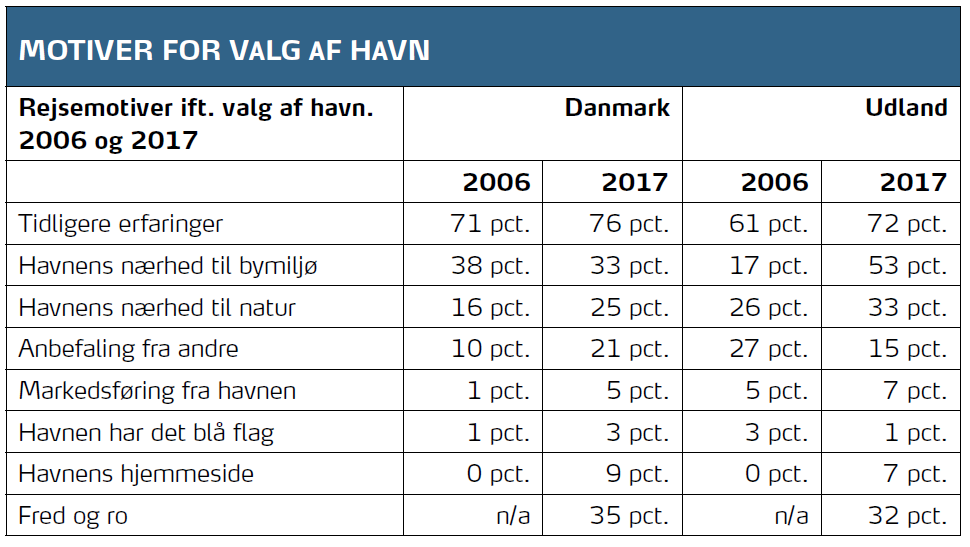 MOTIVER FOR VALG AF HAVN
Rejsemotiver ift. valg af havn. Danmark Udland
2006 og 2017
2006 2017 2006 2017
Tidligere erfaringer 71 pct. 76 pct. 61 pct. 72 pct.
Havnens nærhed til bymiljø 38 pct. 33 pct. 17 pct. 53 pct.
Havnens nærhed til natur 16 pct. 25 pct. 26 pct. 33 pct.
Anbefaling fra andre 10 pct. 21 pct. 27 pct. 15 pct.
Markedsføring fra havnen 1 pct. 5 pct. 5 pct. 7 pct.
Havnen har det blå flag 1 pct. 3 pct. 3 pct. 1 pct.
Havnens hjemmeside 0 pct. 9 pct. 0 pct. 7 pct.
Fred og ro n/a 35 pct. n/a 32 pct.